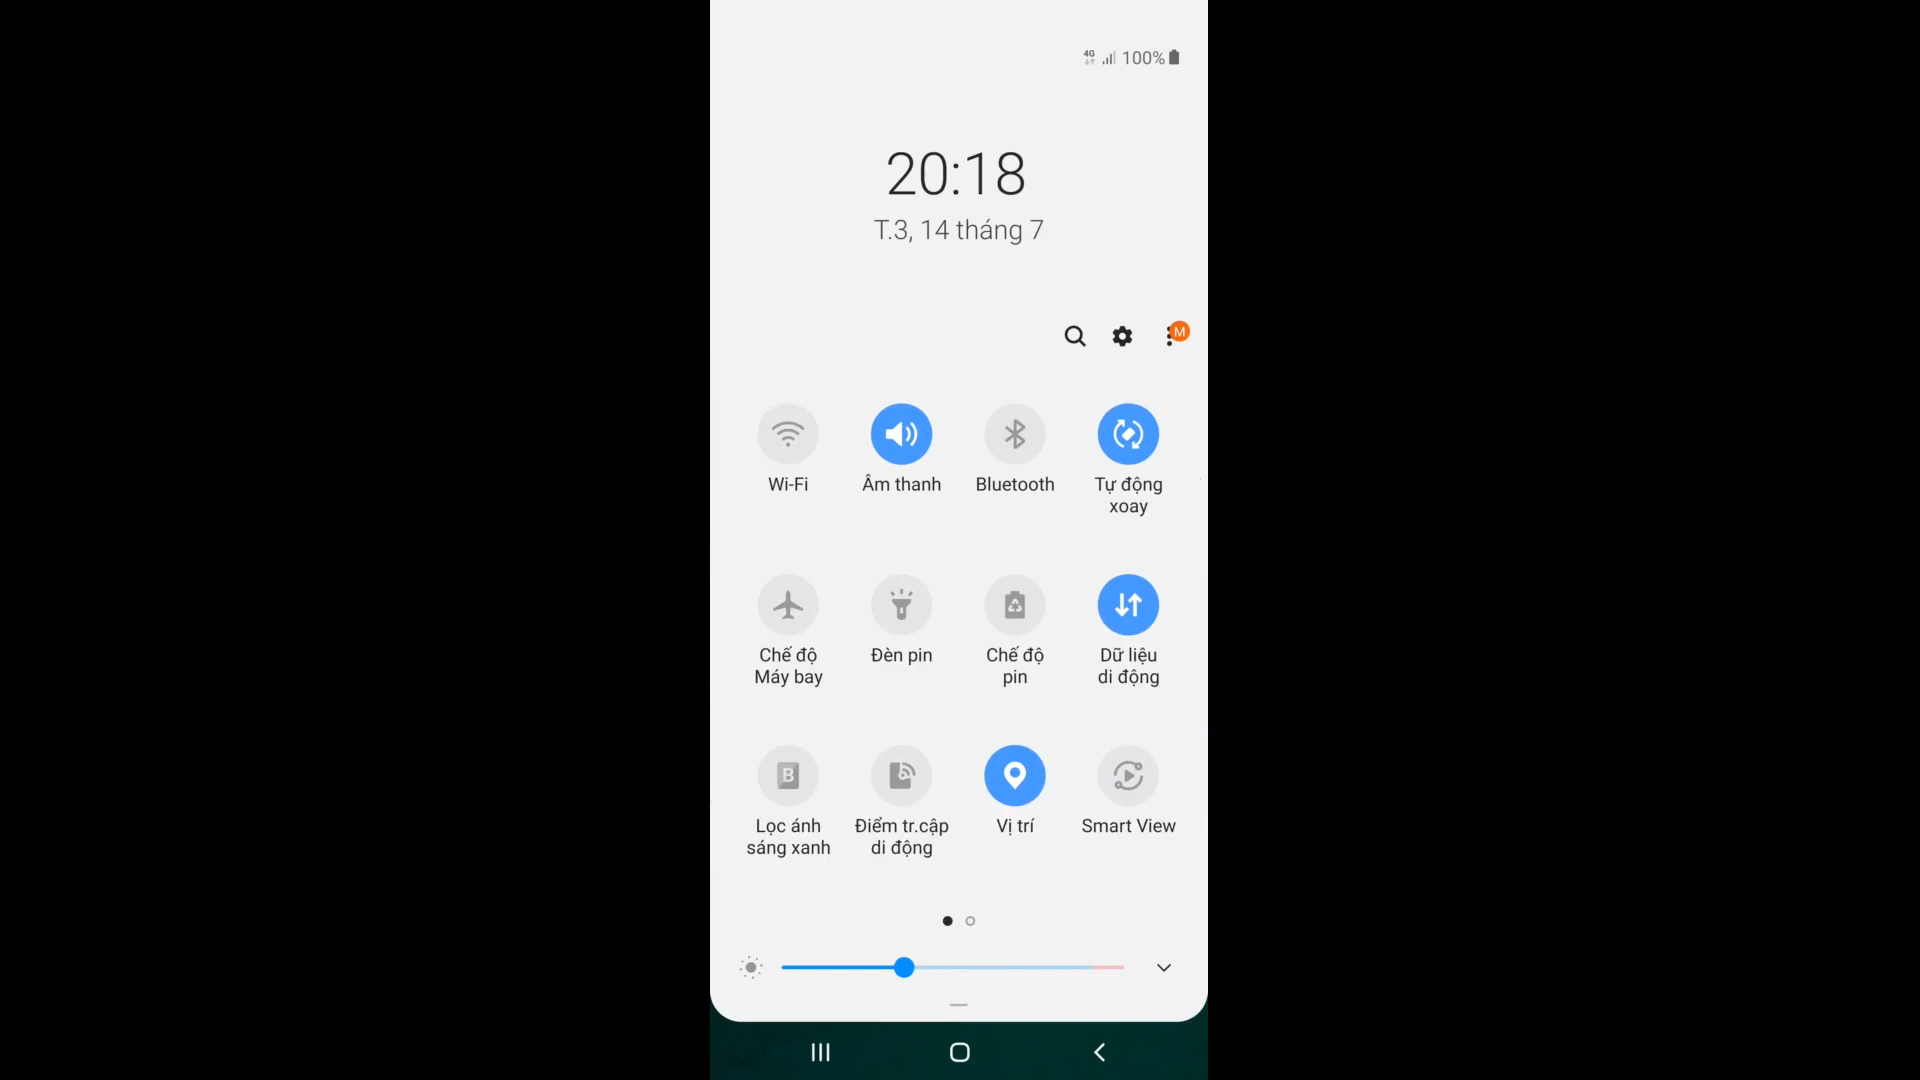 4G 100%
20:18
T.3, 14 tháng 7
M
Wi-Fi
Âm thanh
Bluetooth
Tự động
xoay
Chế độ
Máy bay
Đèn pin
Chế độ
pin
Dữ liệu
di động
B
Lọc ánh
sáng xanh
Điểm tr.cập
di động
Vị trí
Smart View